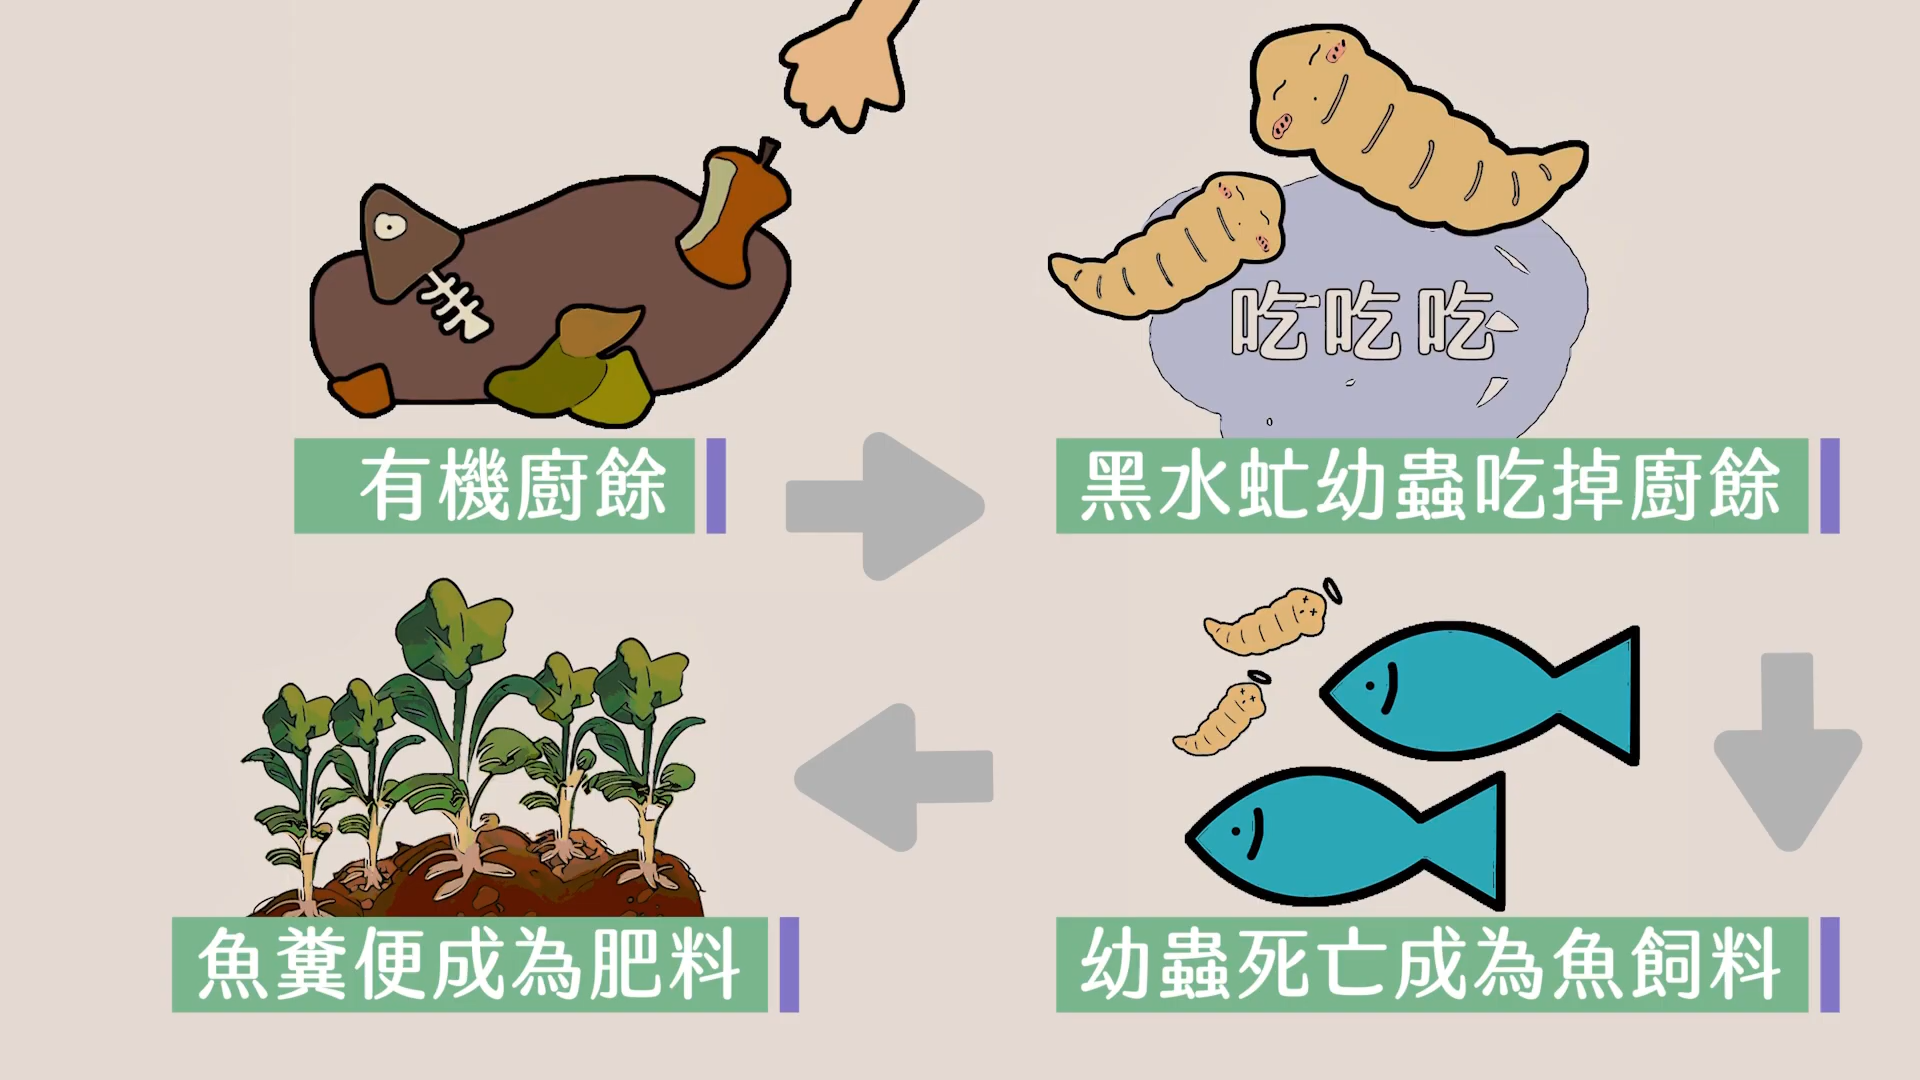 吃吃吃
有機廚餘
黑水虻幼蟲吃掉廚餘
魚糞便成為肥料
幼蟲死亡成為魚飼料